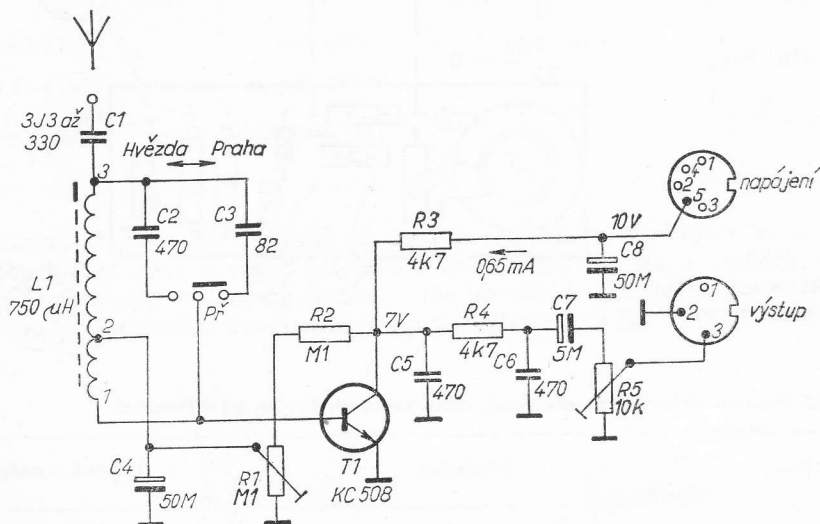 3J3 až
330
C1
3
Hvězda
Praha
C2
470
C3
82
Př
L1
750 µH
2
1
C4
50M
R1
M1
R2
M1
T1
KC 508
7V
R3
4k7
0,65 mA
10V
C8
50M
C5
470
R4
4k7
C6
470
C7
5M
R5
10k
1
4
2
5
3
napájení
1
2
3
výstup